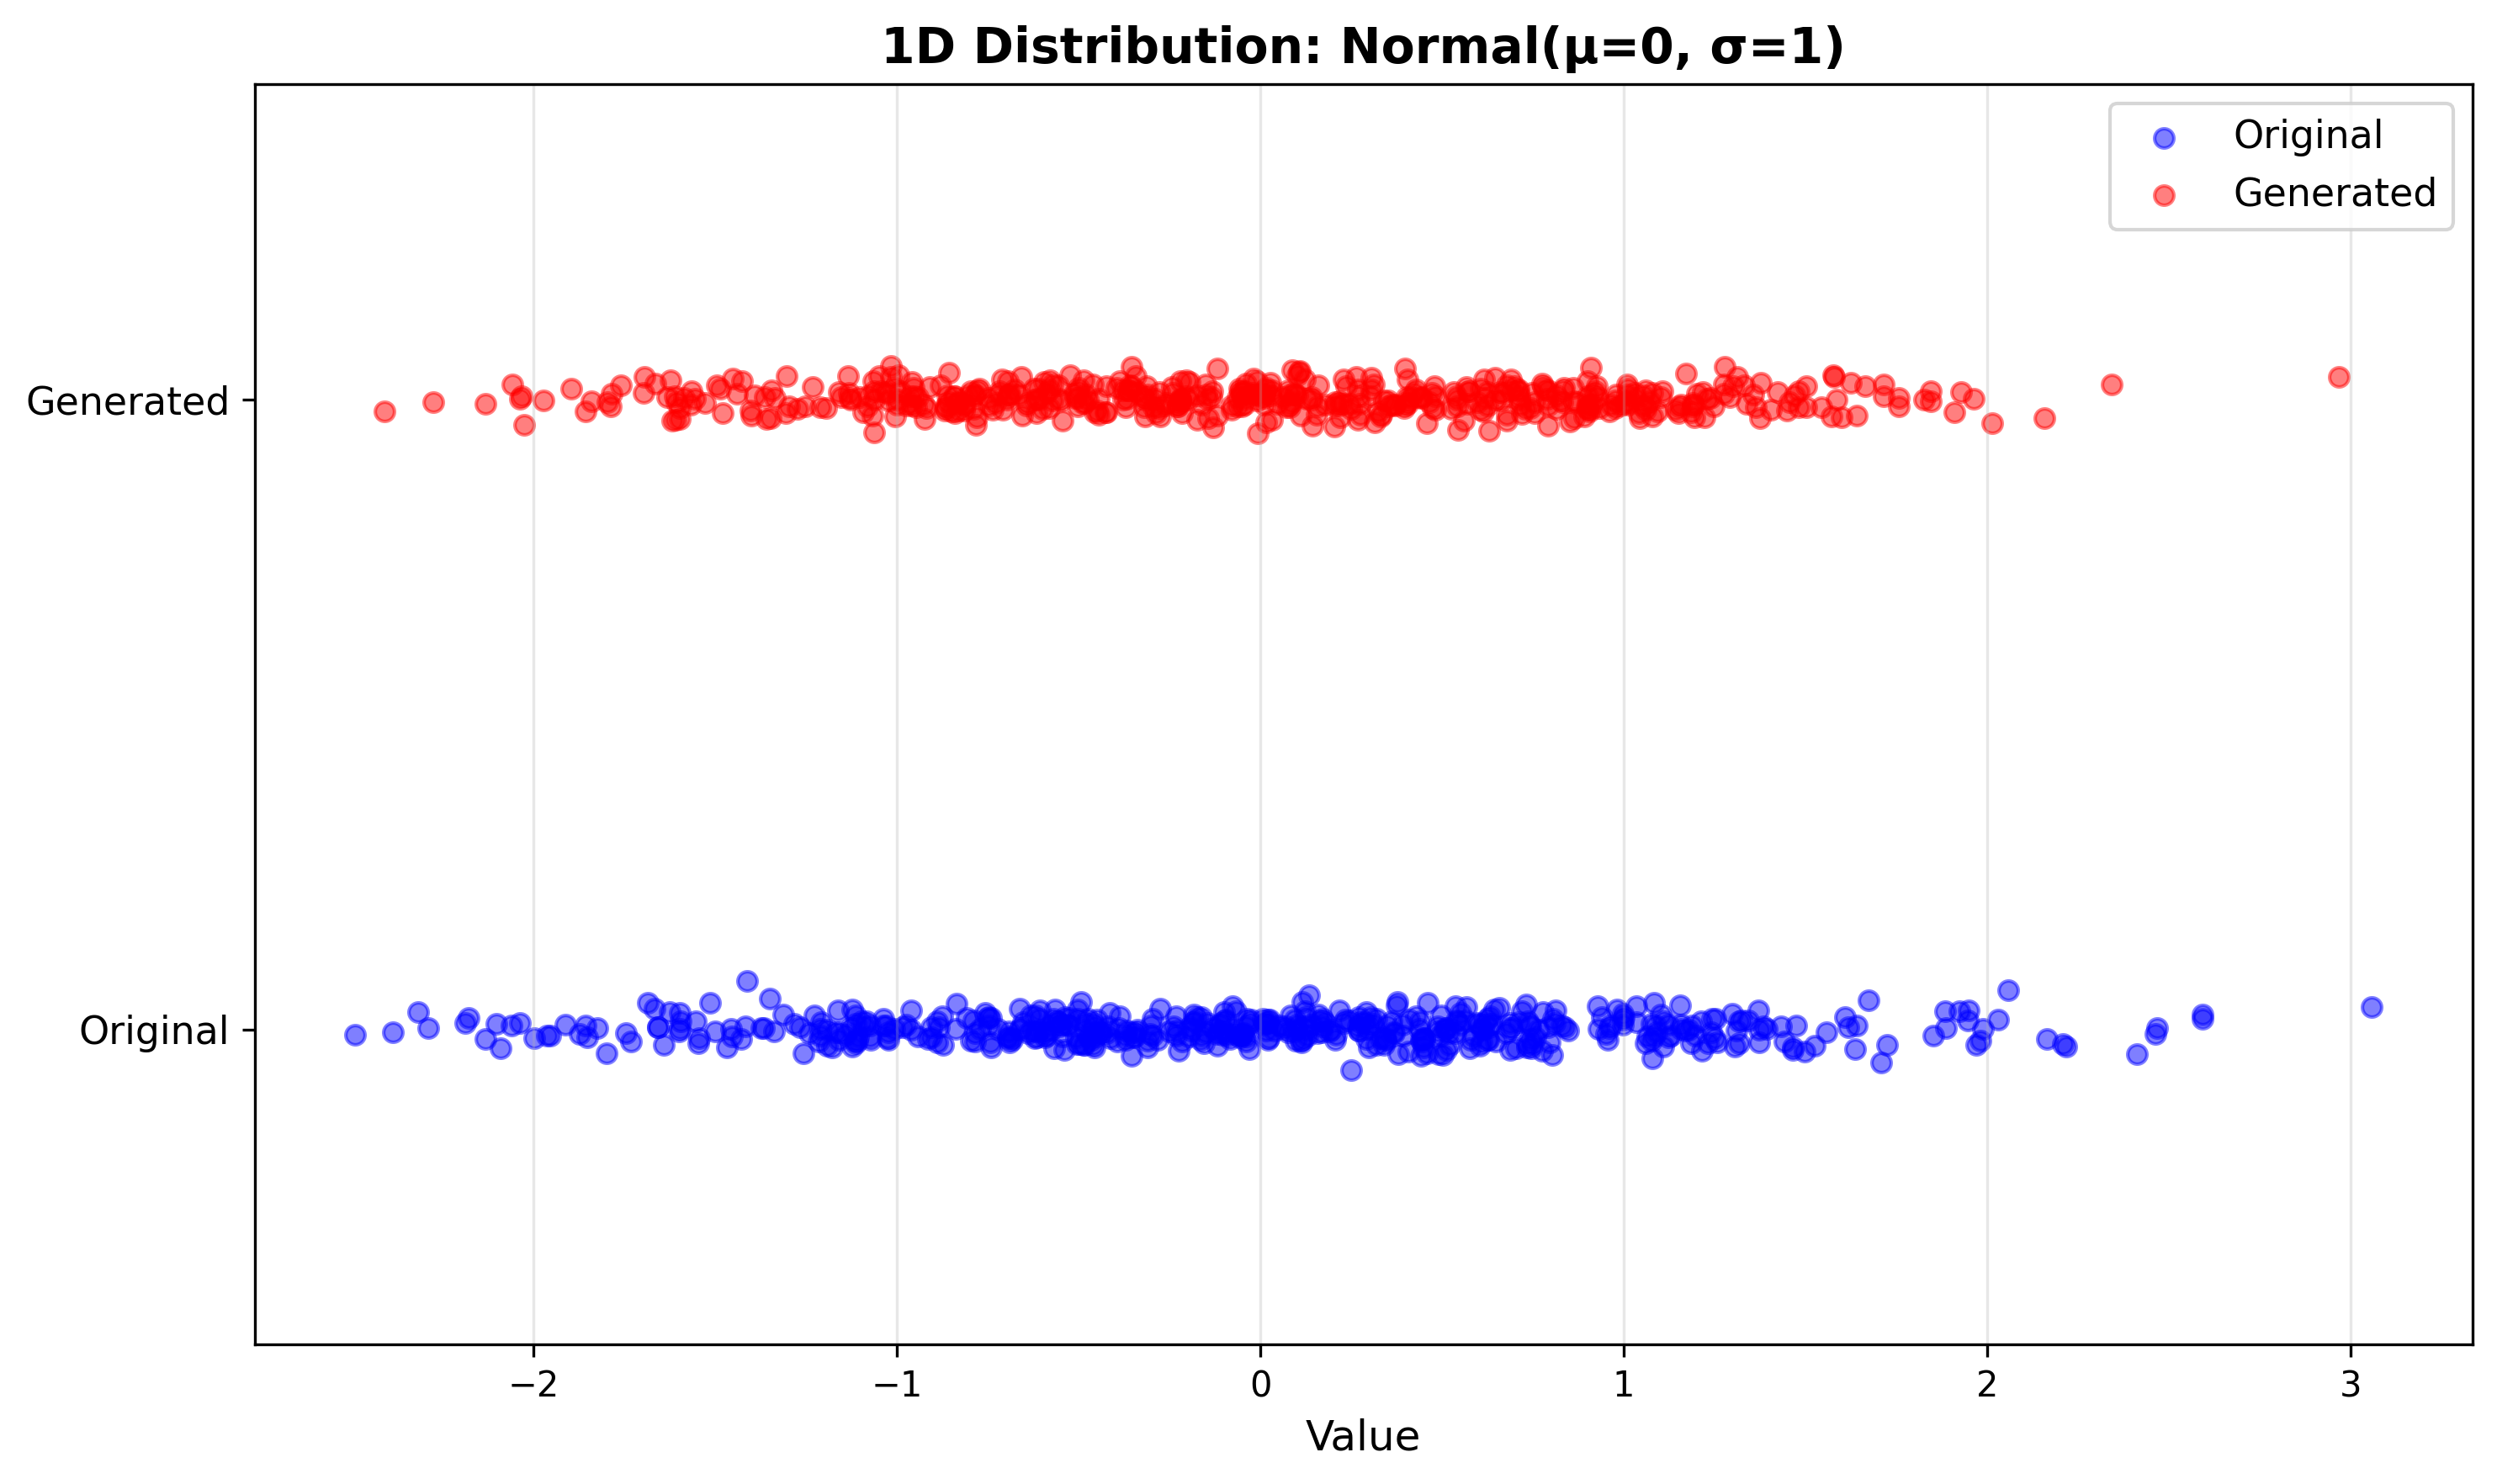 1D Distribution: Normal(μ=0, σ=1)
Original
Generated
Generated
Original
−2
−1
0
1
2
3
Value